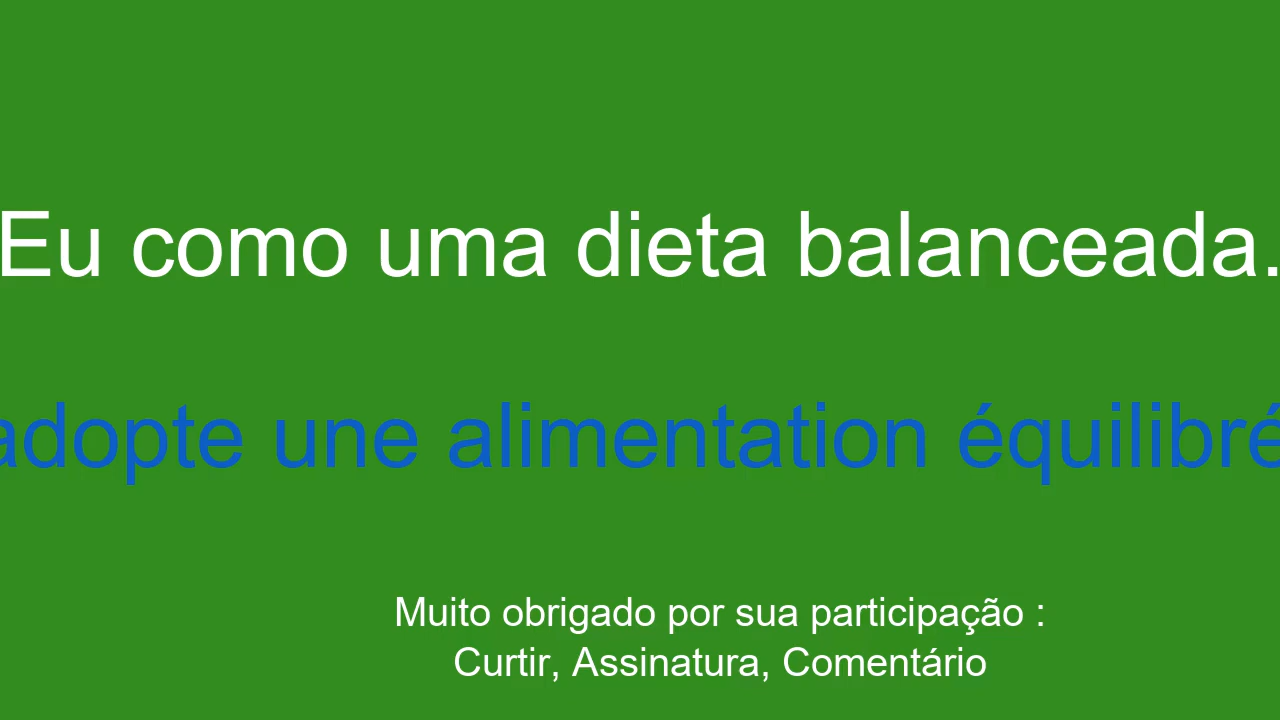 Eu como uma dieta balanceada.
adopte une alimentation équilibré
Muito obrigado por sua participação :
Curtir, Assinatura, Comentário